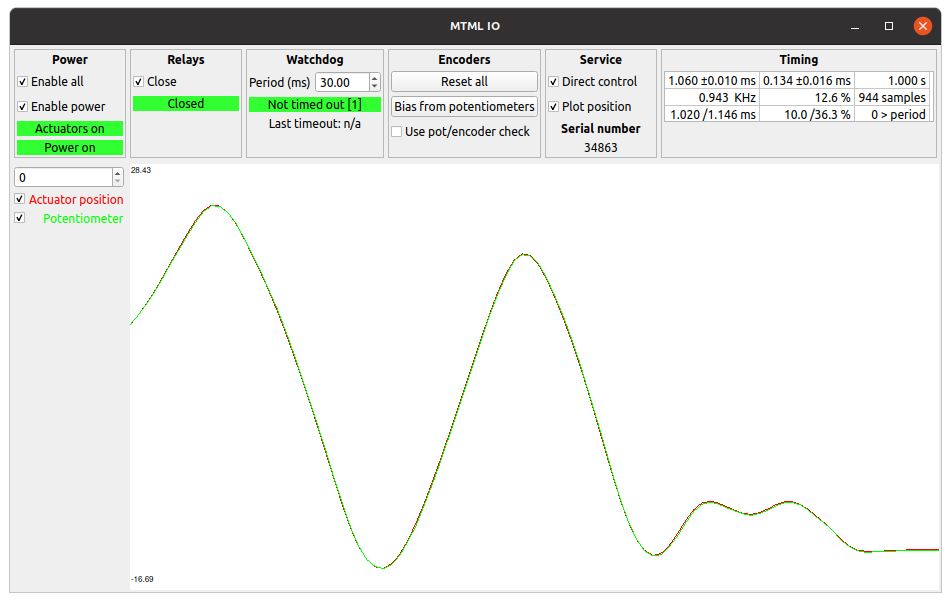 MTML IO
Power
Enable all
Enable power
Actuators on
Power on
Relays
Close
Closed
Watchdog
Period (ms) 30.00
Not timed out [1]
Last timeout: n/a
Encoders
Reset all
Bias from potentiometers
Use pot/encoder check
Service
Direct control
Plot position
Serial number
34863
Timing
1.060 ±0.010 ms 0.134 ±0.016 ms 1.000 s
0.943 KHz 12.6 % 944 samples
1.020 /1.146 ms 10.0 /36.3 % 0 > period
0
Actuator position
Potentiometer
28.43
-16.69